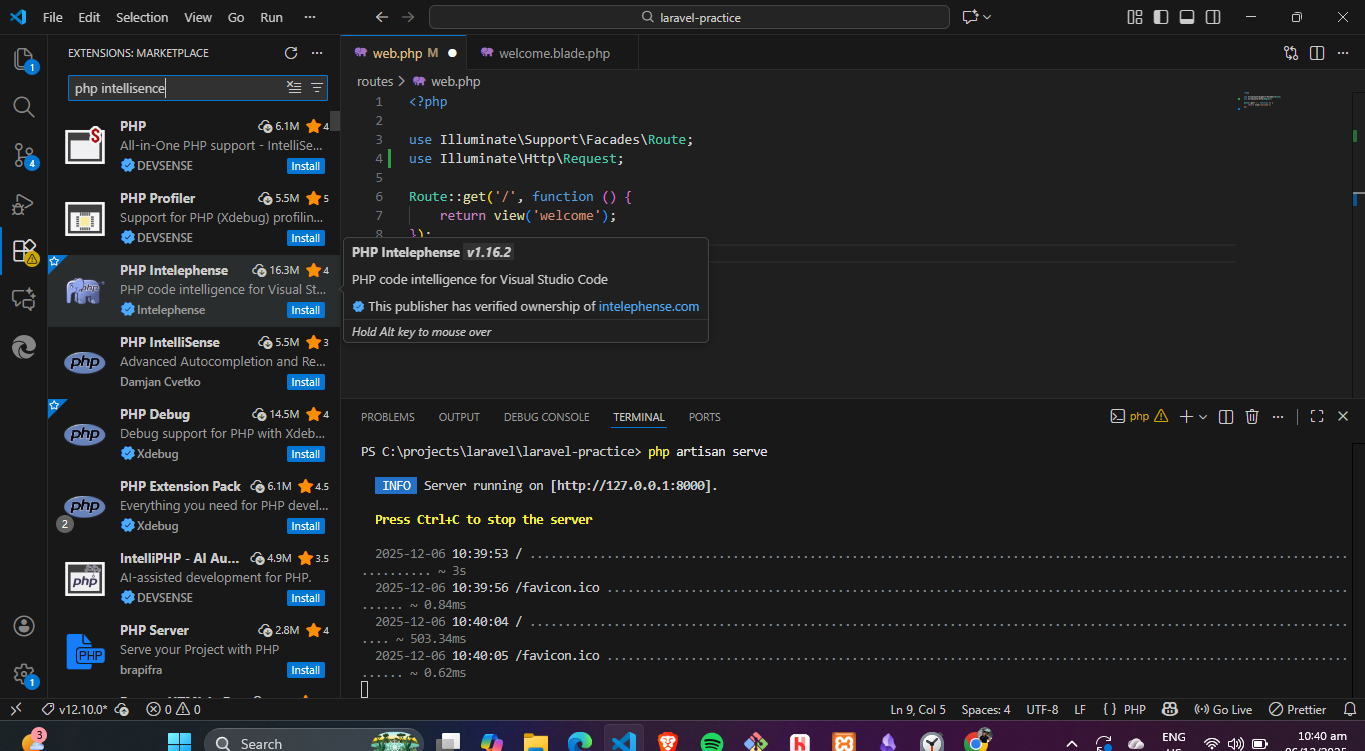 File Edit Selection View Go Run ···
laravel-practice
EXTENSIONS: MARKETPLACE
php intellisence
PHP 6.1M 4
All-in-One PHP support - IntelliSe...
DEVSENSE Install
PHP Profiler 5.5M 5
Support for PHP (Xdebug) profilin...
DEVSENSE Install
PHP Intelephense 16.3M 4
PHP code intelligence for Visual St...
Intelephense Install
PHP IntelliSense 5.5M 3
Advanced Autocompletion and Re...
Damjan Cvetko Install
PHP Debug 14.5M 4
Debug support for PHP with Xdeb...
Xdebug Install
PHP Extension Pack 6.1M 4.5
Everything you need for PHP devel...
Xdebug Install
2
IntelliPHP - AI Au... 4.9M 3.5
AI-assisted development for PHP.
DEVSENSE Install
PHP Server 2.8M 4
Serve your Project with PHP
brapifra Install
web.php M
welcome.blade.php
routes > web.php
1 <?php
2
3 use Illuminate\Support\Facades\Route;
4 use Illuminate\Http\Request;
5
6 Route::get('/', function () {
7 return view('welcome');
8 });
PHP Intelephense v1.16.2
PHP code intelligence for Visual Studio Code
This publisher has verified ownership of intelephense.com
Hold Alt key to mouse over
PROBLEMS OUTPUT DEBUG CONSOLE TERMINAL PORTS
php
PS C:\projects\laravel\laravel-practice> php artisan serve
INFO Server running on [http://127.0.0.1:8000].
Press Ctrl+C to stop the server
2025-12-06 10:39:53 / ..............................................................
.......... ~ 3s
2025-12-06 10:39:56 /favicon.ico ..............................................................
...... ~ 0.84ms
2025-12-06 10:40:04 / ..............................................................
.... ~ 503.34ms
2025-12-06 10:40:05 /favicon.ico ..............................................................
...... ~ 0.62ms
1
4
1
v12.10.0* 0 0
Ln 9, Col 5 Spaces: 4 UTF-8 LF { } PHP Go Live Prettier
3
Search
ENG
10:40 am